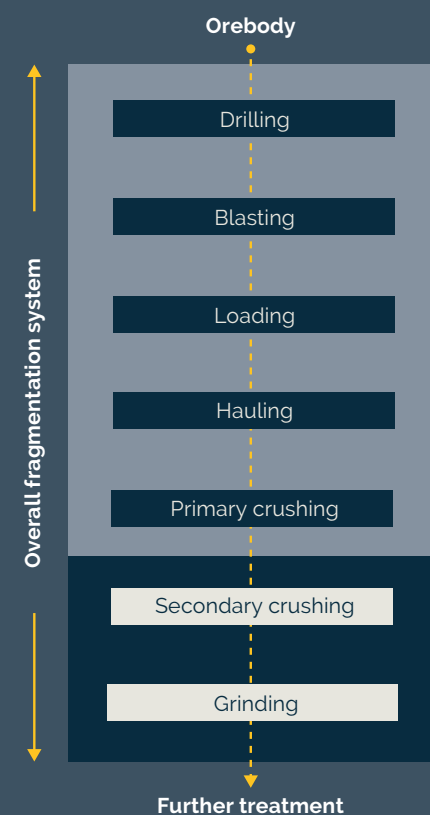 Orebody
Overall fragmentation system
Drilling
Blasting
Loading
Hauling
Primary crushing
Secondary crushing
Grinding
Further treatment